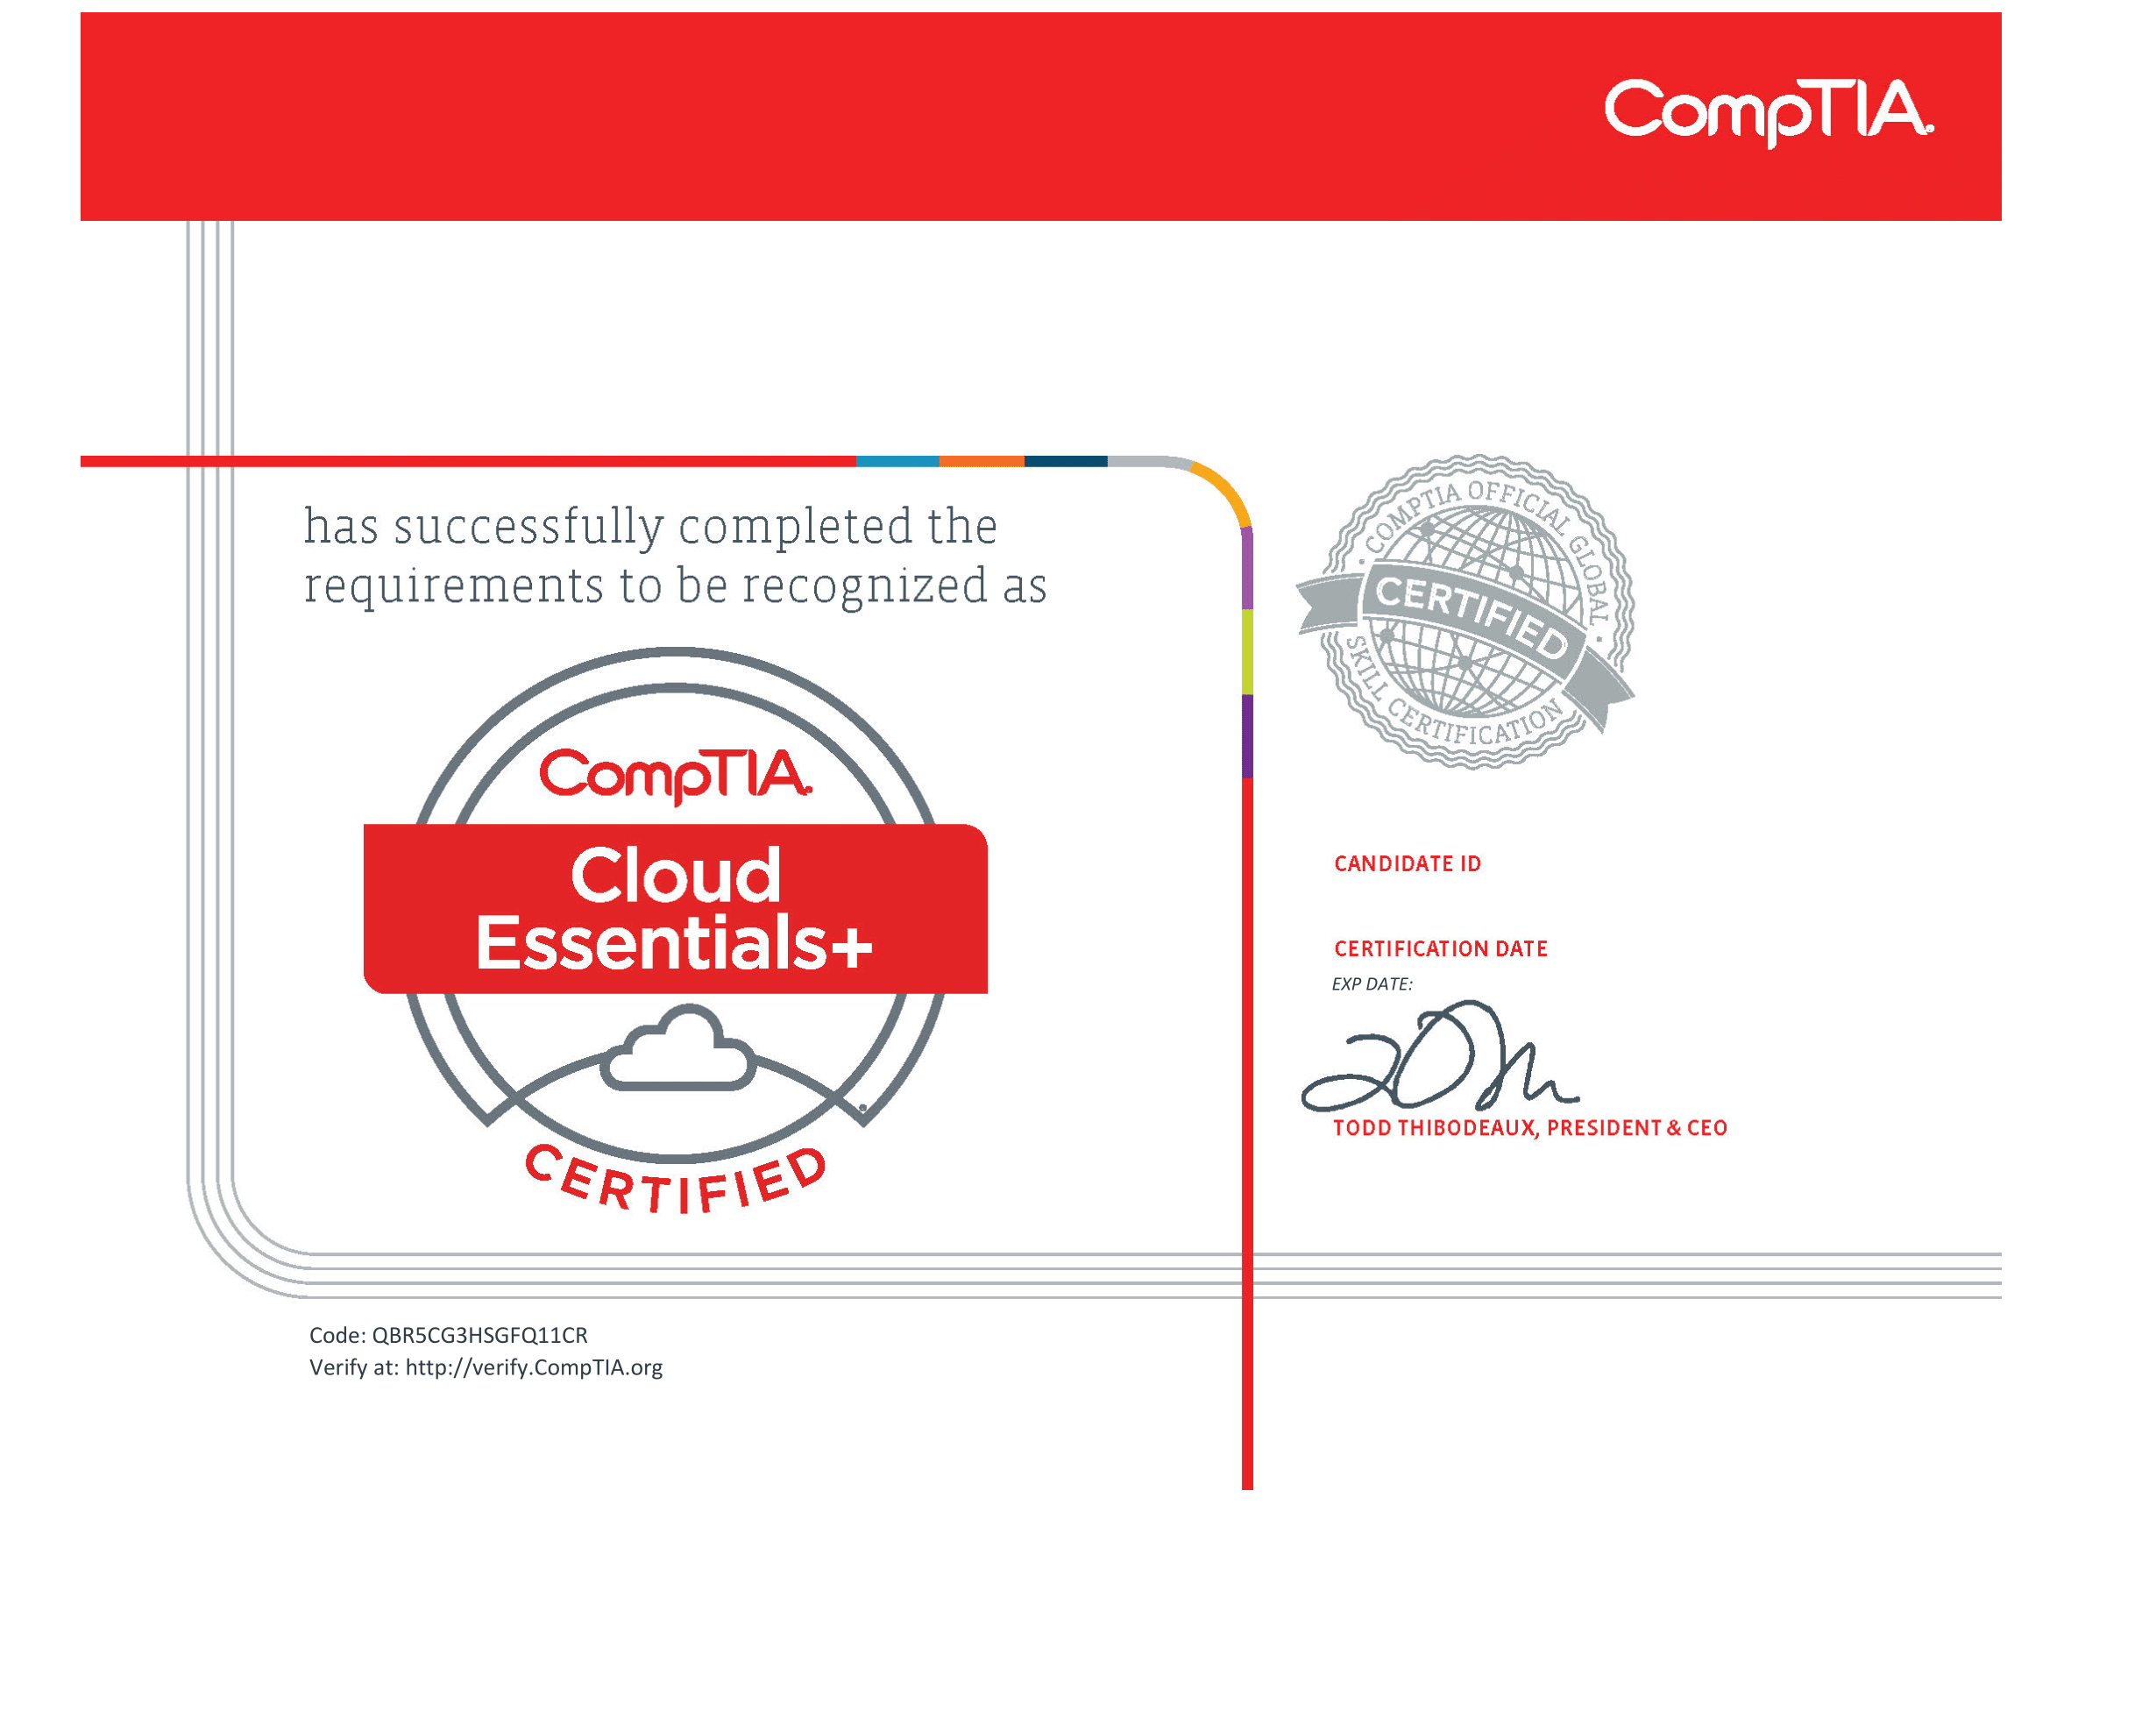 CompTIA.
has successfully completed the
requirements to be recognized as
CompTIA.
Cloud
Essentials+
CERTIFIED
COMPTIA OFFICIAL GLOBAL
CERTIFIED
SKILL CERTIFICATION
CANDIDATE ID
CERTIFICATION DATE
EXP DATE:
TODD THIBODEAUX, PRESIDENT & CEO
Code: QBR5CG3HSGFQ11CR
Verify at: http://verify.CompTIA.org